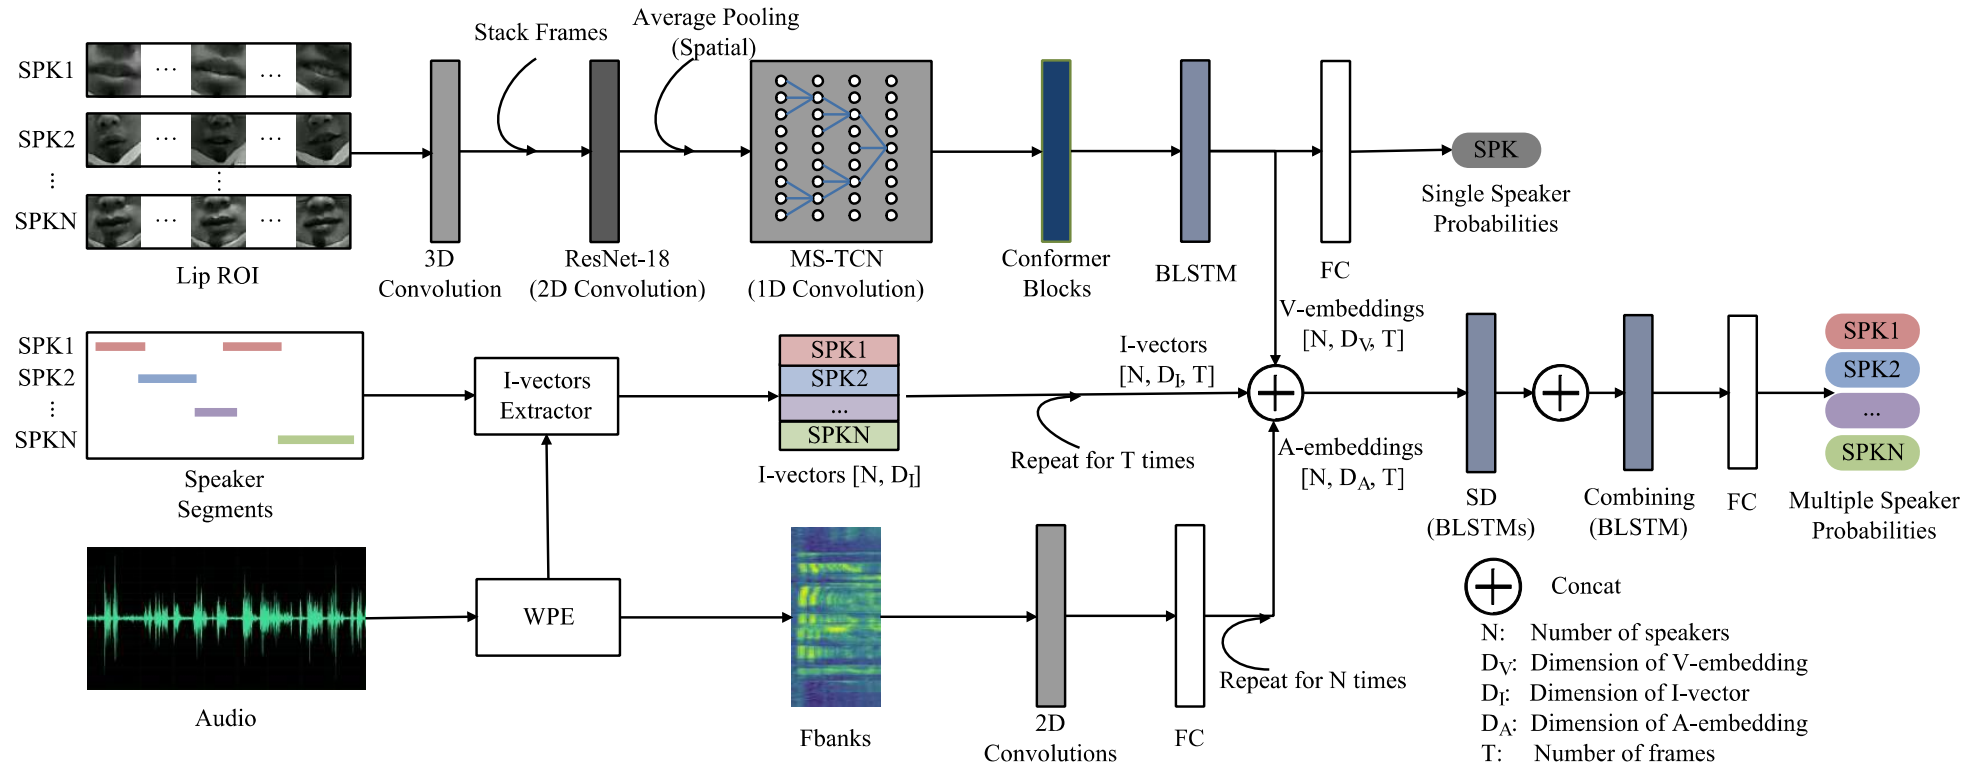 Stack Frames
Average Pooling
(Spatial)
SPK1
...
...
SPK2
...
...
⋮
......
SPKN
...
...
Lip ROI
3D
Convolution
ResNet-18
(2D Convolution)
MS-TCN
(1D Convolution)
Conformer
Blocks
BLSTM
FC
SPK
Single Speaker
Probabilities
V-embeddings
[N, DV, T]
SPK1
SPK2
⋮
SPKN
Speaker
Segments
I-vectors
Extractor
SPK1
SPK2
...
SPKN
I-vectors [N, DI]
I-vectors
[N, DI, T]
Repeat for T times
A-embeddings
[N, DA, T]
SD
(BLSTMs)
Combining
(BLSTM)
FC
SPK1
SPK2
...
SPKN
Multiple Speaker
Probabilities
Audio
WPE
Fbanks
2D
Convolutions
FC
Repeat for N times
Concat
N: Number of speakers
DV: Dimension of V-embedding
DI: Dimension of I-vector
DA: Dimension of A-embedding
T: Number of frames